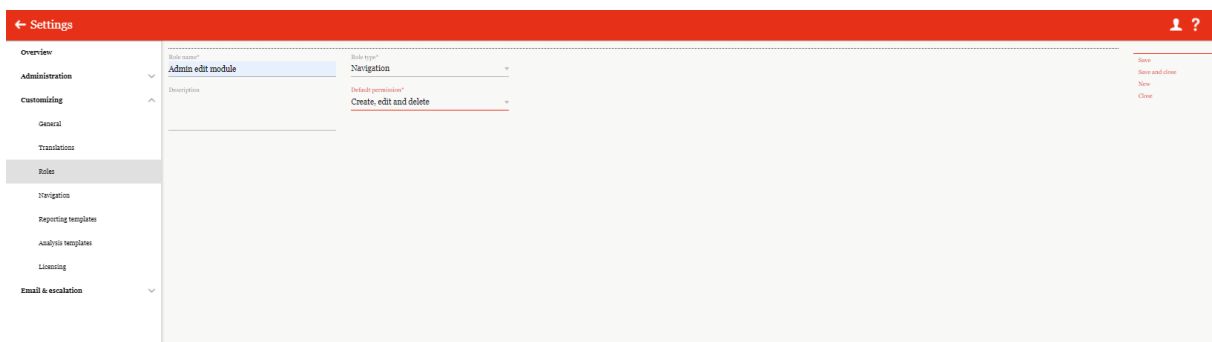 ← Settings
?
Overview
Administration
Customizing
General
Translations
Roles
Navigation
Reporting templates
Analysis templates
Licensing
Email & escalation
Role name*
Admin edit module
Role type*
Navigation
Description
Default permission*
Create, edit and delete
Save
Save and close
New
Close